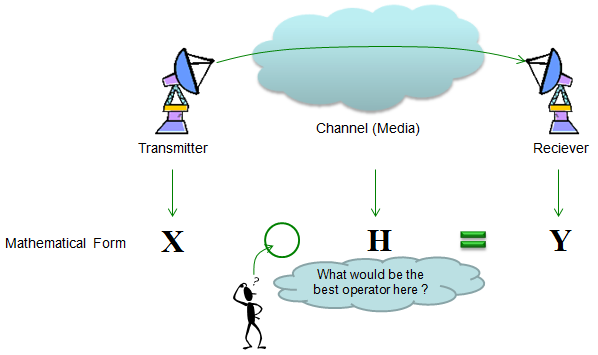 Channel (Media)
Transmitter
Reciever
Mathematical Form
X
H
=
Y
?
What would be the
best operator here ?